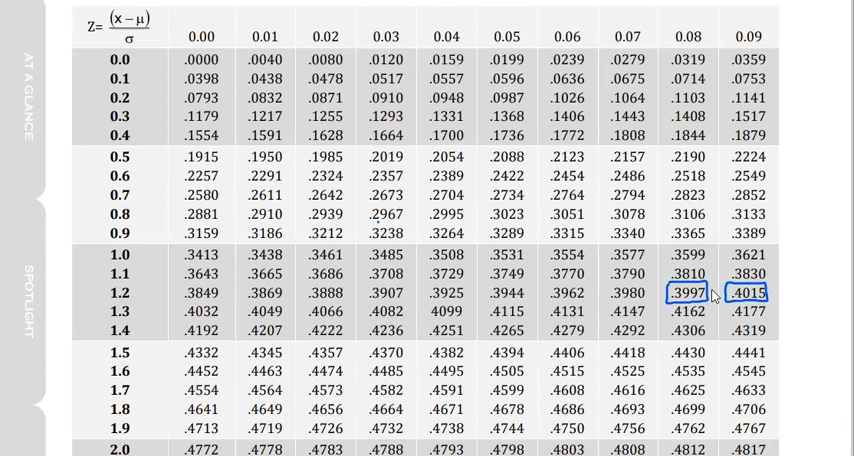 AT A GLANCE
SPOTLIGHT
Z= (x – μ) / σ 0.00 0.01 0.02 0.03 0.04 0.05 0.06 0.07 0.08 0.09
0.0 .0000 .0040 .0080 .0120 .0159 .0199 .0239 .0279 .0319 .0359
0.1 .0398 .0438 .0478 .0517 .0557 .0596 .0636 .0675 .0714 .0753
0.2 .0793 .0832 .0871 .0910 .0948 .0987 .1026 .1064 .1103 .1141
0.3 .1179 .1217 .1255 .1293 .1331 .1368 .1406 .1443 .1408 .1517
0.4 .1554 .1591 .1628 .1664 .1700 .1736 .1772 .1808 .1844 .1879
0.5 .1915 .1950 .1985 .2019 .2054 .2088 .2123 .2157 .2190 .2224
0.6 .2257 .2291 .2324 .2357 .2389 .2422 .2454 .2486 .2518 .2549
0.7 .2580 .2611 .2642 .2673 .2704 .2734 .2764 .2794 .2823 .2852
0.8 .2881 .2910 .2939 .2967 .2995 .3023 .3051 .3078 .3106 .3133
0.9 .3159 .3186 .3212 .3238 .3264 .3289 .3315 .3340 .3365 .3389
1.0 .3413 .3438 .3461 .3485 .3508 .3531 .3554 .3577 .3599 .3621
1.1 .3643 .3665 .3686 .3708 .3729 .3749 .3770 .3790 .3810 .3830
1.2 .3849 .3869 .3888 .3907 .3925 .3944 .3962 .3980 .3997 .4015
1.3 .4032 .4049 .4066 .4082 .4099 .4115 .4131 .4147 .4162 .4177
1.4 .4192 .4207 .4222 .4236 .4251 .4265 .4279 .4292 .4306 .4319
1.5 .4332 .4345 .4357 .4370 .4382 .4394 .4406 .4418 .4430 .4441
1.6 .4452 .4463 .4474 .4485 .4495 .4505 .4515 .4525 .4535 .4545
1.7 .4554 .4564 .4573 .4582 .4591 .4599 .4608 .4616 .4625 .4633
1.8 .4641 .4649 .4656 .4664 .4671 .4678 .4686 .4693 .4699 .4706
1.9 .4713 .4719 .4726 .4732 .4738 .4744 .4750 .4756 .4762 .4767
2.0 .4772 .4778 .4783 .4788 .4793 .4798 .4803 .4808 .4812 .4817